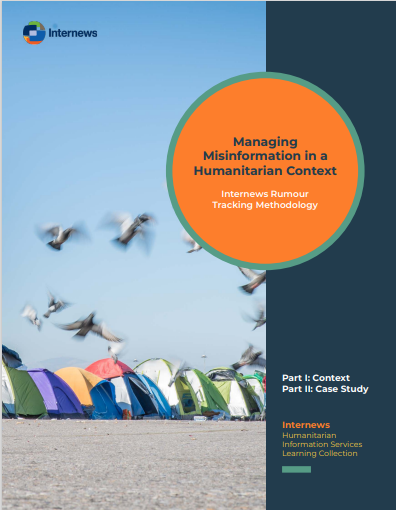 Internews
Managing
Misinformation in a
Humanitarian Context
Internews Rumour
Tracking Methodology
Part I: Context
Part II: Case Study
Internews
Humanitarian
Information Services
Learning Collection